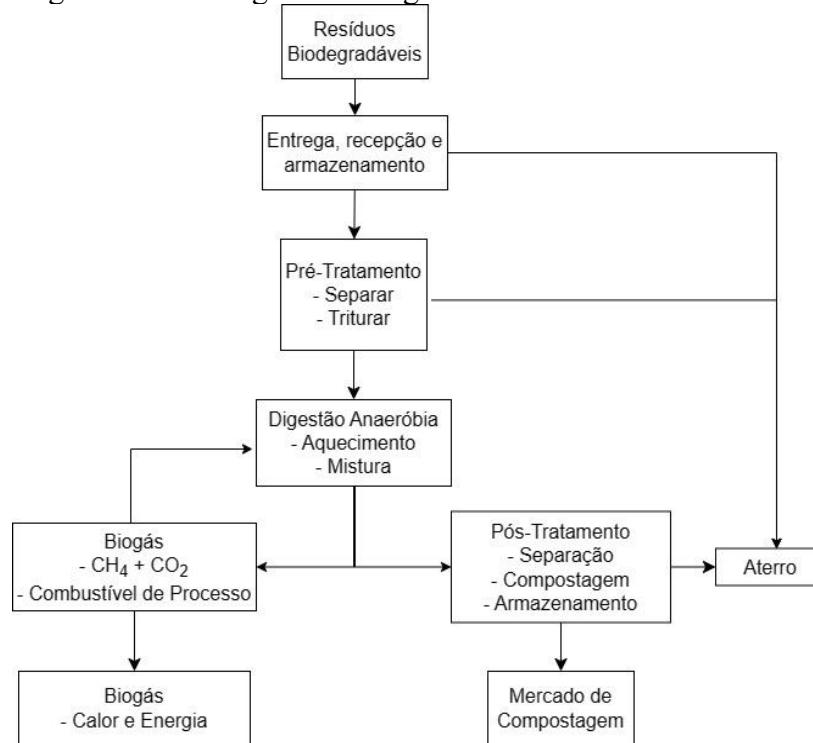 Resíduos
Biodegradáveis
Entrega, recepção e
armazenamento
Pré-Tratamento
- Separar
- Triturar
Digestão Anaeróbia
- Aquecimento
- Mistura
Biogás
- CH₄ + CO₂
- Combustível de Processo
Pós-Tratamento
- Separação
- Compostagem
- Armazenamento
Aterro
Biogás
- Calor e Energia
Mercado de
Compostagem